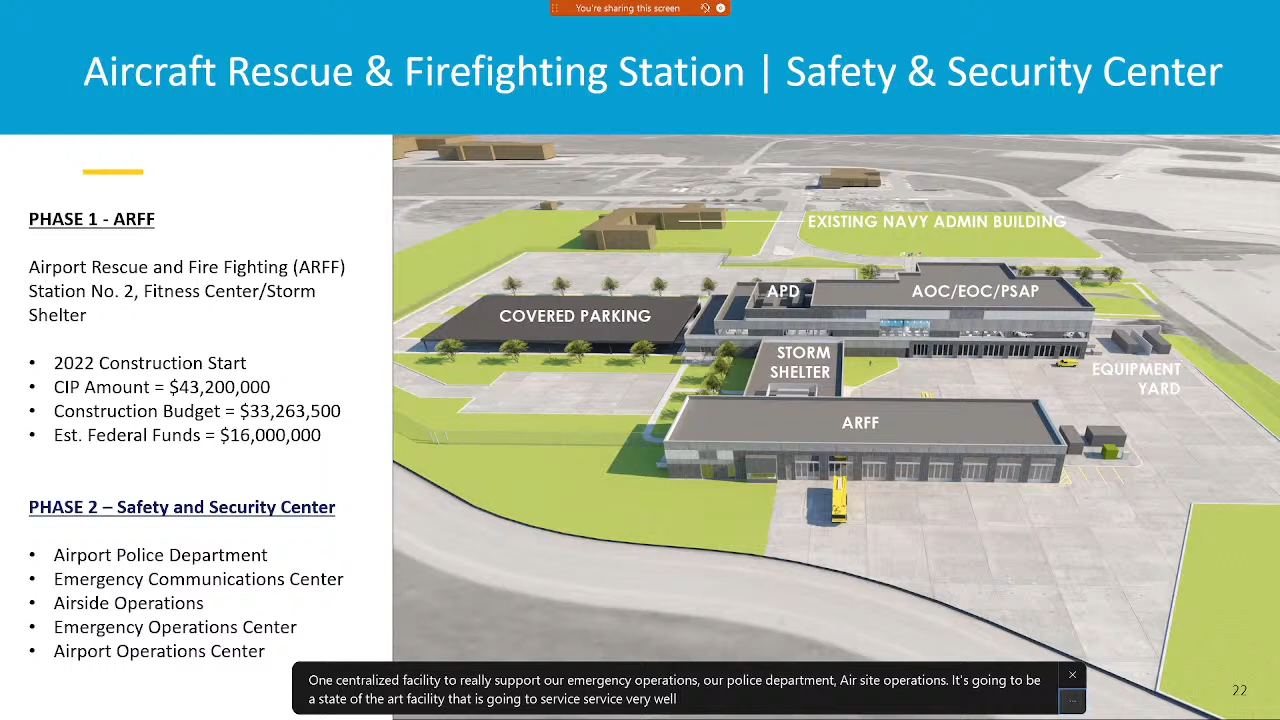 You're sharing this screen
Aircraft Rescue & Firefighting Station | Safety & Security Center
PHASE 1 - ARFF
Airport Rescue and Fire Fighting (ARFF)
Station No. 2, Fitness Center/Storm
Shelter
• 2022 Construction Start
• CIP Amount = $43,200,000
• Construction Budget = $33,263,500
• Est. Federal Funds = $16,000,000
PHASE 2 – Safety and Security Center
• Airport Police Department
• Emergency Communications Center
• Airside Operations
• Emergency Operations Center
• Airport Operations Center
EXISTING NAVY ADMIN BUILDING
APD
AOC/EOC/PSAP
COVERED PARKING
STORM
SHELTER
EQUIPMENT
YARD
ARFF
One centralized facility to really support our emergency operations, our police department, Air site operations. It's going to be
a state of the art facility that is going to service service very well
22